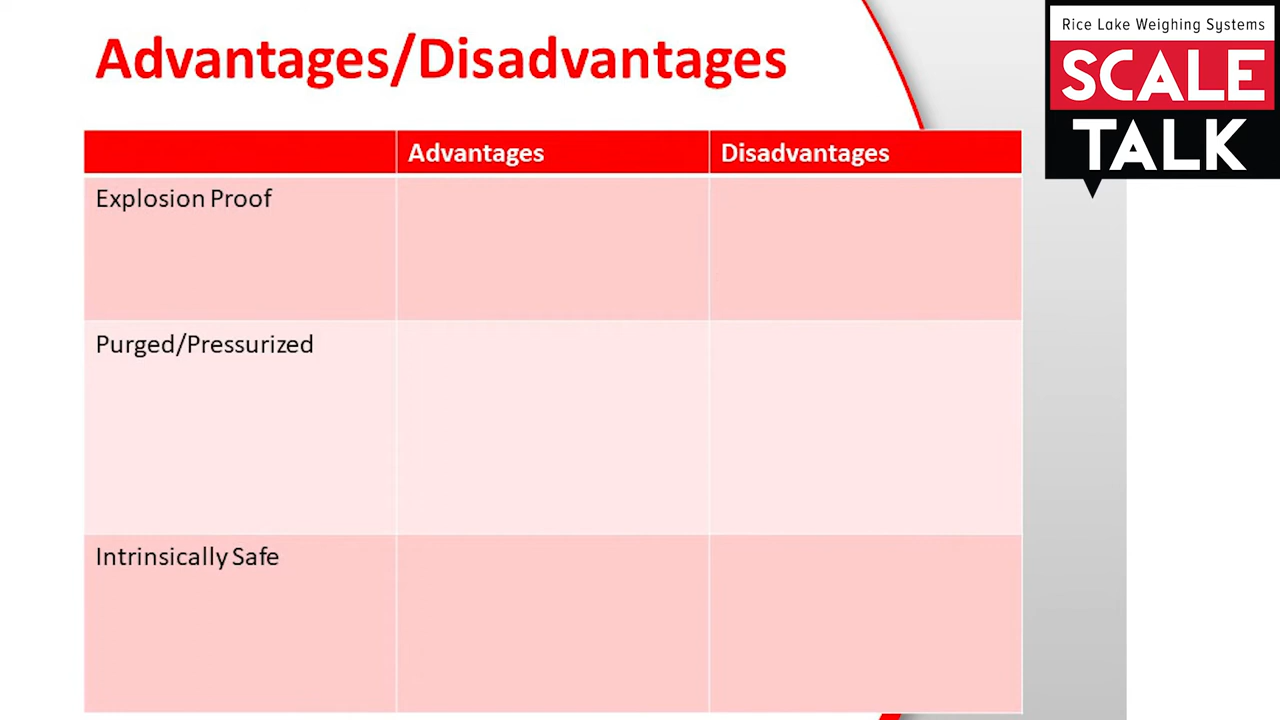 Advantages/Disadvantages
Rice Lake Weighing Systems
SCALE
TALK
Advantages Disadvantages
Explosion Proof
Purged/Pressurized
Intrinsically Safe